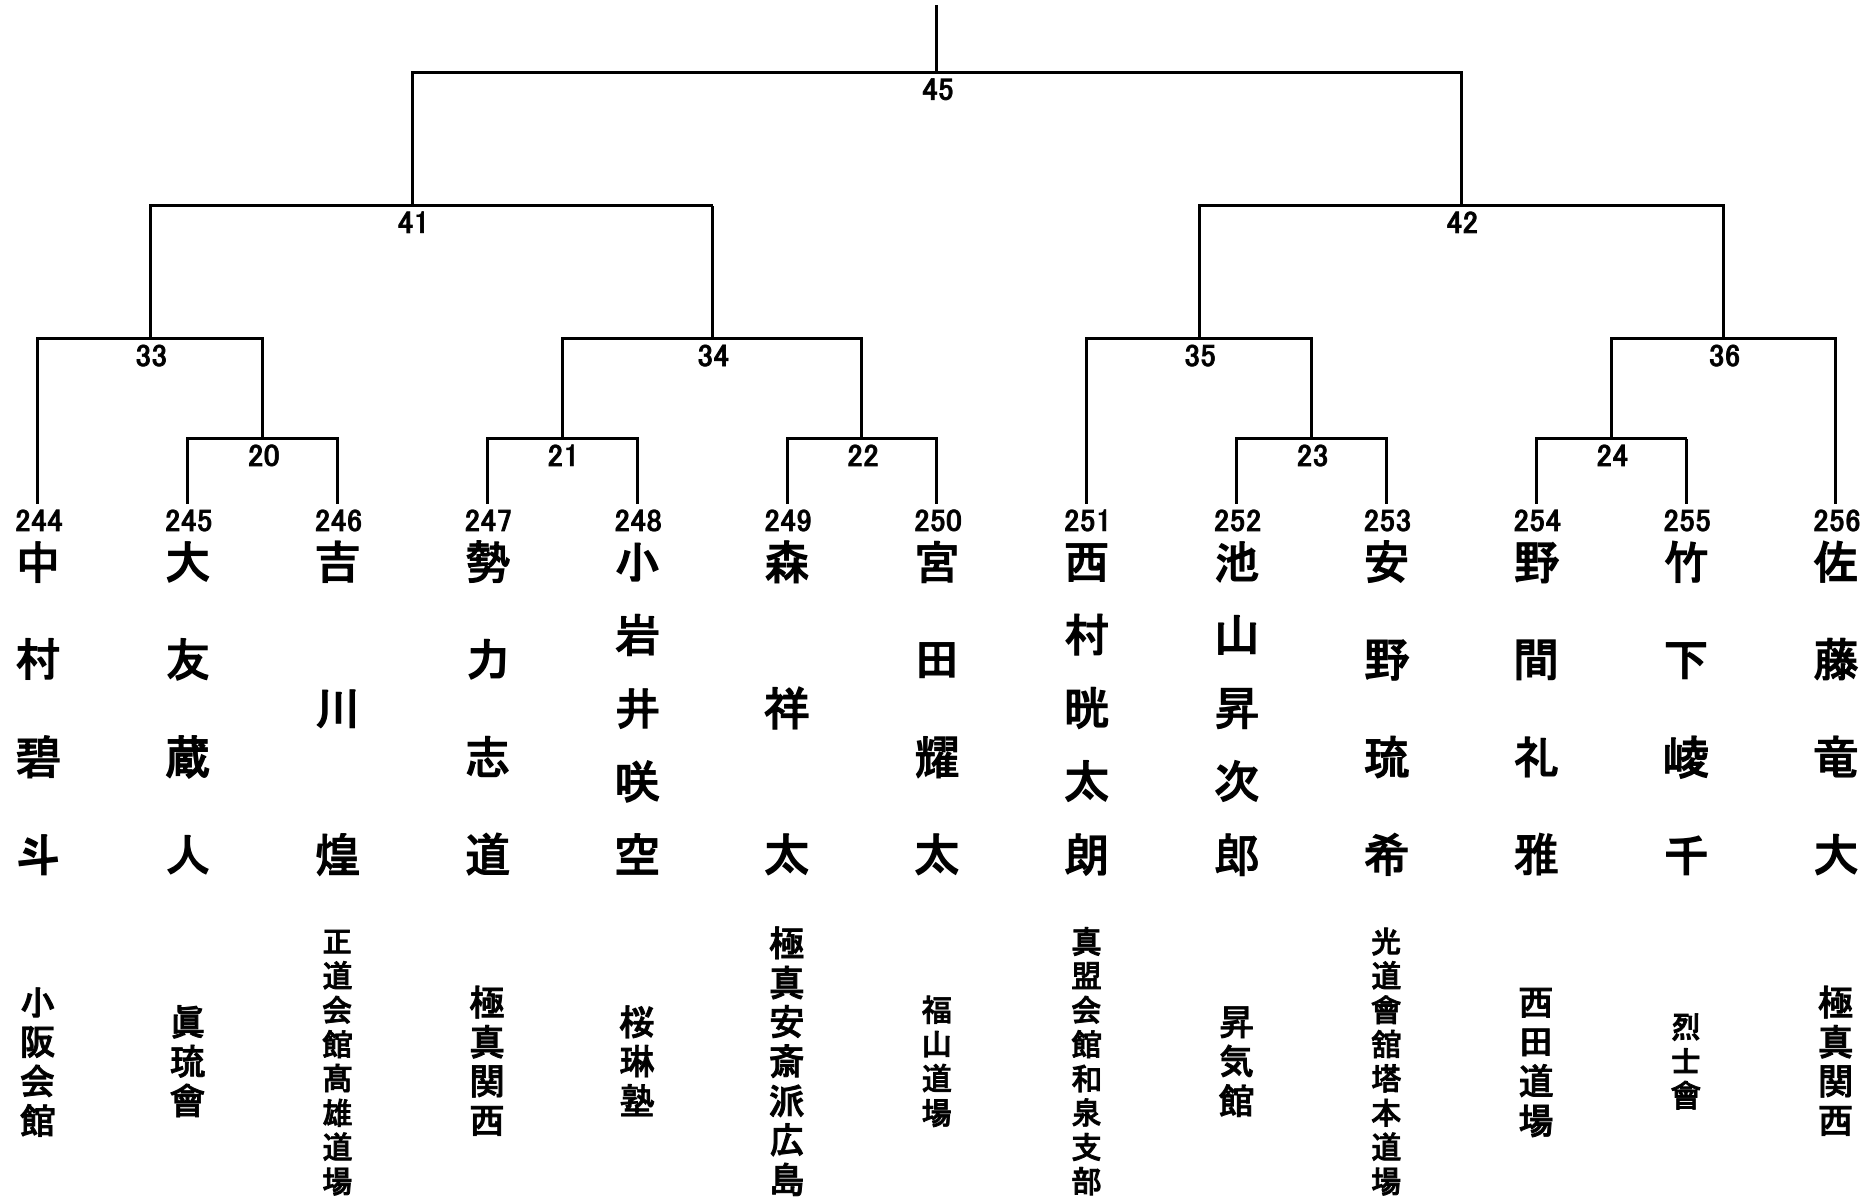 45
41
42
33
34
35
36
20
21
22
23
24
244
中村碧斗
小阪会館
245
大友蔵人
眞琉會
246
吉川煌
正道会館髙雄道場
247
勢力志道
極真関西
248
小岩井咲空
桜琳塾
249
森祥太
極真安斎派広島
250
宮田耀太
福山道場
251
西村晄太朗
真盟会館和泉支部
252
池山昇次郎
昇気館
253
安野琉希
光道會舘塔本道場
254
野間礼雅
西田道場
255
竹下崚千
烈士會
256
佐藤竜大
極真関西